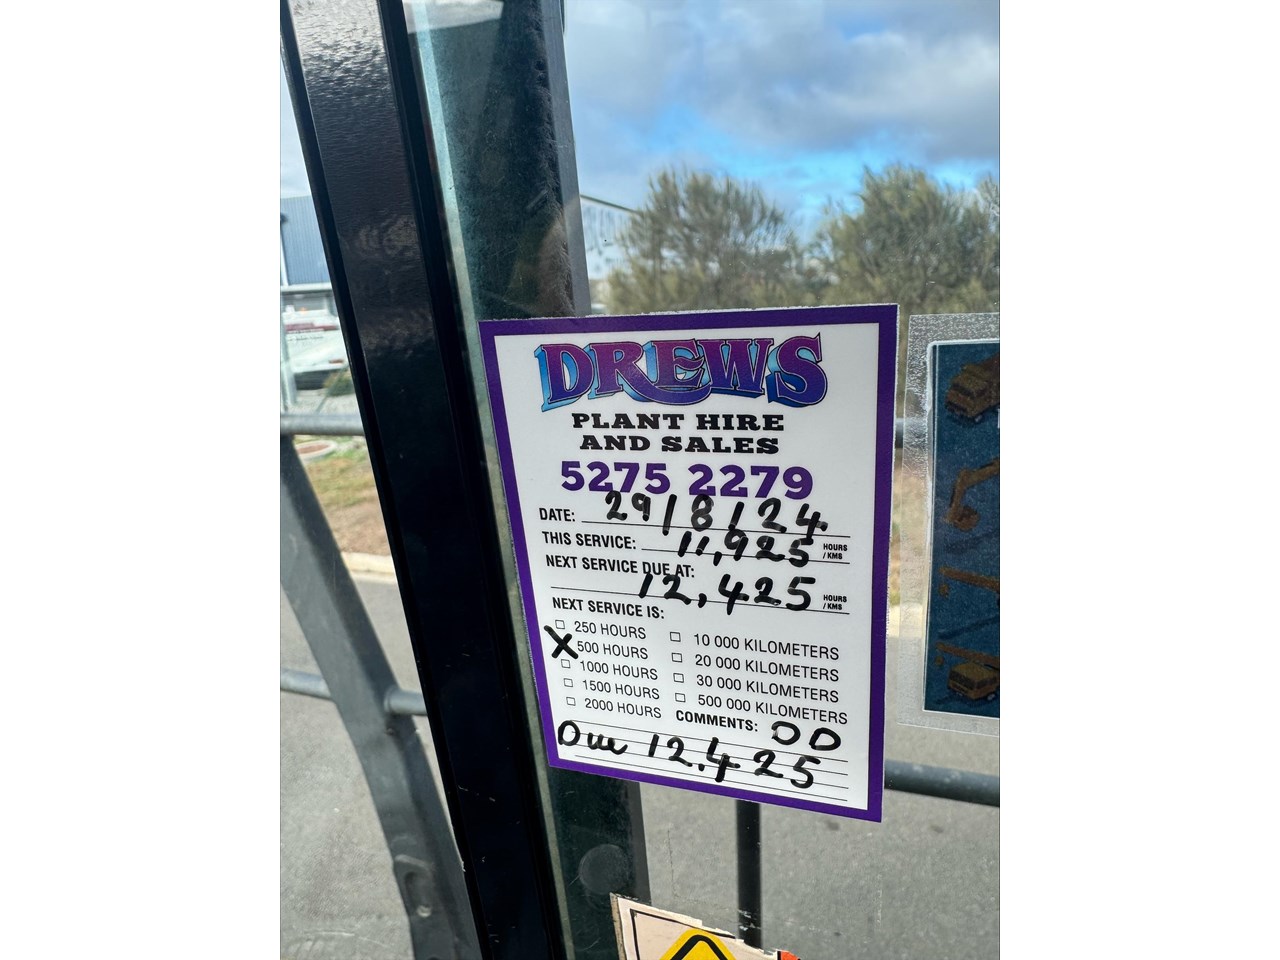 DREWS
PLANT HIRE
AND SALES
5275 2279
DATE: 29/8/24
THIS SERVICE: 11,925 HOURS / KMS
NEXT SERVICE DUE AT:
12,425 HOURS / KMS
NEXT SERVICE IS:
☐ 250 HOURS ☐ 10 000 KILOMETERS
X 500 HOURS ☐ 20 000 KILOMETERS
☐ 1000 HOURS ☐ 30 000 KILOMETERS
☐ 1500 HOURS ☐ 500 000 KILOMETERS
☐ 2000 HOURS COMMENTS: OD
Due 12.425